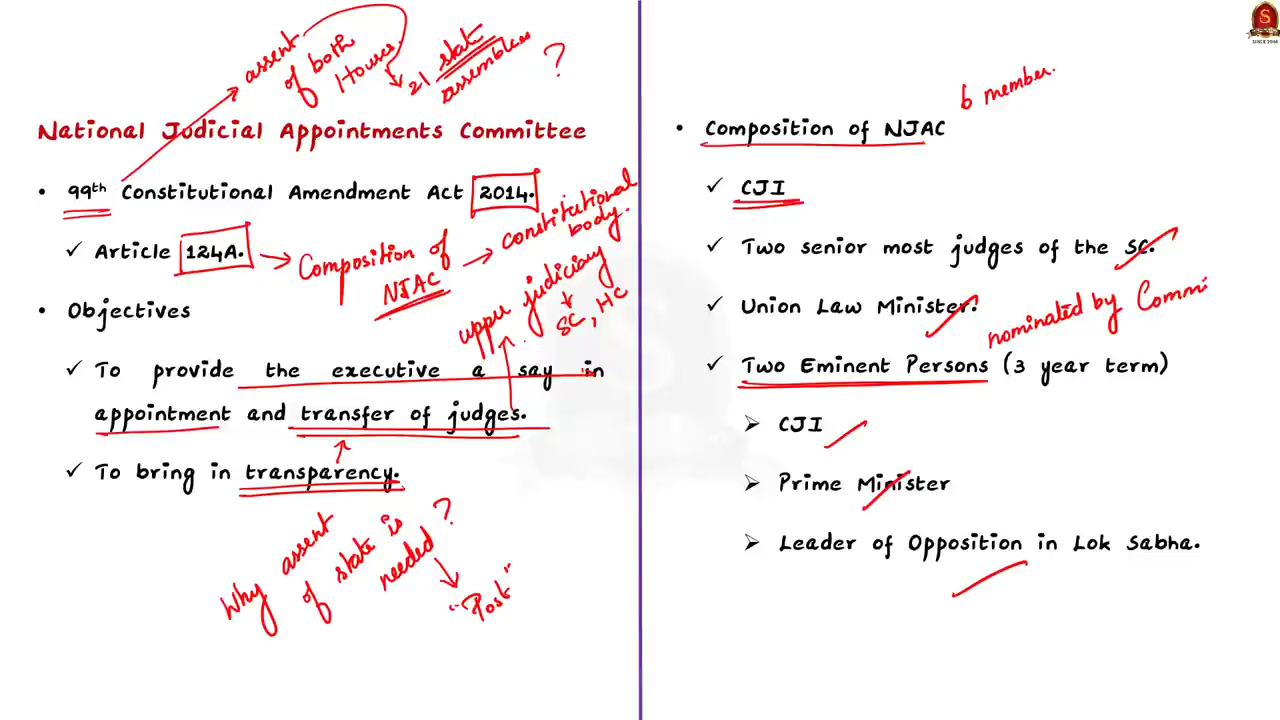 assent
of both
Houses.
21 state
assemblies
?
National Judicial Appointments Committee
• 99th Constitutional Amendment Act 2014.
✓ Article 124A.
Composition of
NJAC
constitutional
body.
• Objectives
upper judiciary
SC, HC
✓ To provide the executive a say in
appointment and transfer of judges.
✓ To bring in transparency.
Why assent
of state is
needed ?
"Post"
6 member.
• Composition of NJAC
✓ CJI
✓ Two senior most judges of the SC.
✓ Union Law Minister.
nominated by Commi
✓ Two Eminent Persons (3 year term)
➢ CJI
➢ Prime Minister
➢ Leader of Opposition in Lok Sabha.
S
SINCE 2004